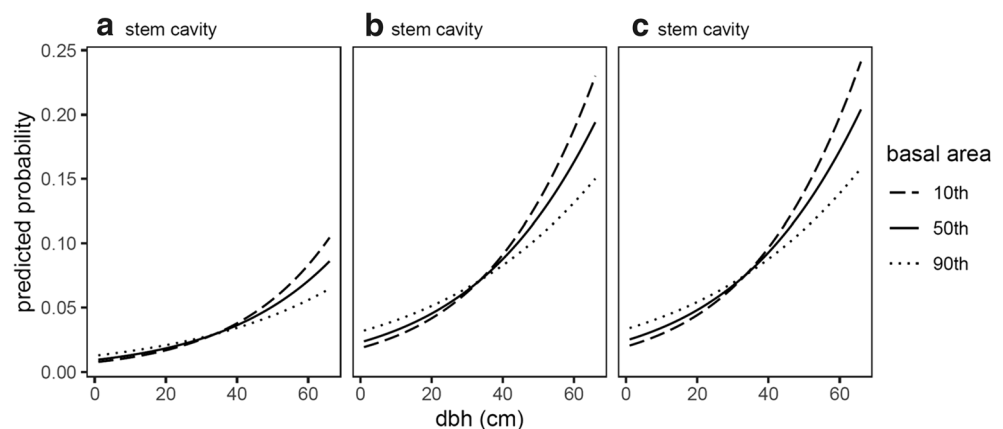 a stem cavity b stem cavity c stem cavity
predicted probability
0.25
0.20
0.15
0.10
0.05
0.00
0 20 40 60 0 20 40 60 0 20 40 60
dbh (cm)
basal area
10th
50th
90th